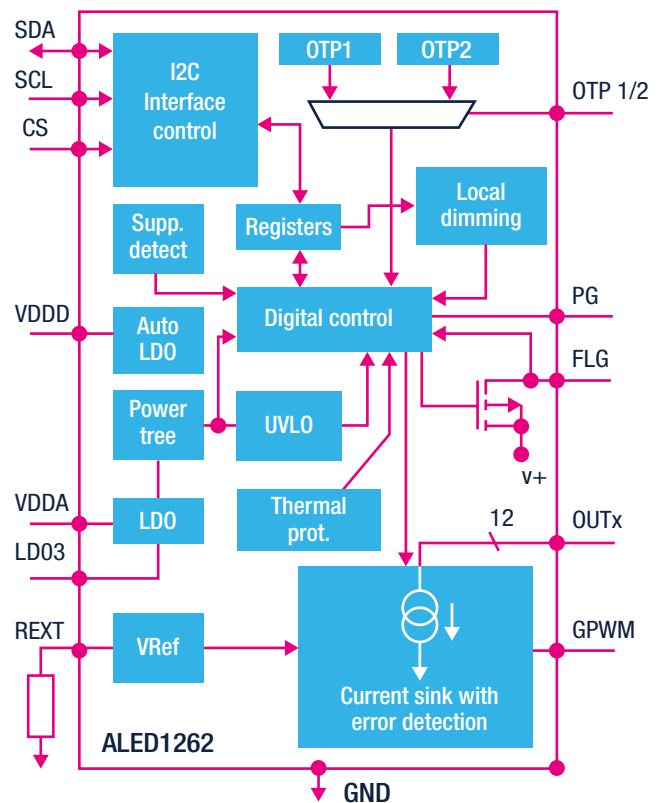 SDA
SCL
CS
I2C
Interface
control
OTP1
OTP2
OTP 1/2
Supp.
detect
Registers
Local
dimming
VDDD
Auto
LDO
Digital control
PG
FLG
Power
tree
UVLO
v+
VDDA
LDO
Thermal
prot.
12
OUTx
LD03
REXT
VRef
GPWM
Current sink with
error detection
ALED1262
GND